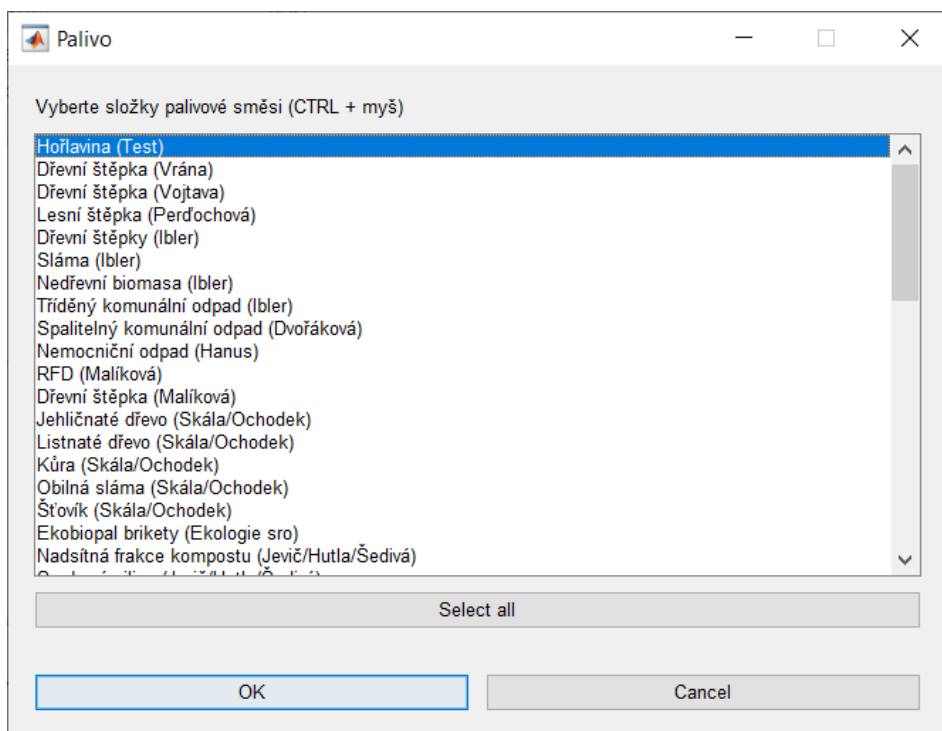 Palivo
Vyberte složky palivové směsi (CTRL + myš)
Hořlavina (Test)
Dřevní štěpka (Vrána)
Dřevní štěpka (Vojtava)
Lesní štěpka (Perďochová)
Dřevní štěpky (Ibler)
Sláma (Ibler)
Nedřevní biomasa (Ibler)
Tříděný komunální odpad (Ibler)
Spalitelný komunální odpad (Dvořáková)
Nemocniční odpad (Hanus)
RFD (Malíková)
Dřevní štěpka (Malíková)
Jehličnaté dřevo (Skála/Ochodek)
Listnaté dřevo (Skála/Ochodek)
Kůra (Skála/Ochodek)
Obilná sláma (Skála/Ochodek)
Šťovík (Skála/Ochodek)
Ekobiopal brikety (Ekologie sro)
Nadsítná frakce kompostu (Jevič/Hutla/Šedivá)
Select all
OK Cancel